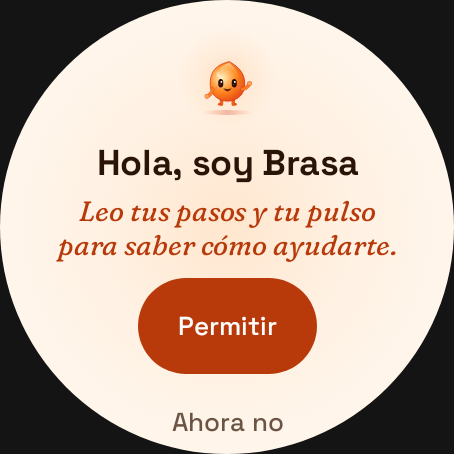 Hola, soy Brasa
Leo tus pasos y tu pulso
para saber cómo ayudarte.
Permitir
Ahora no